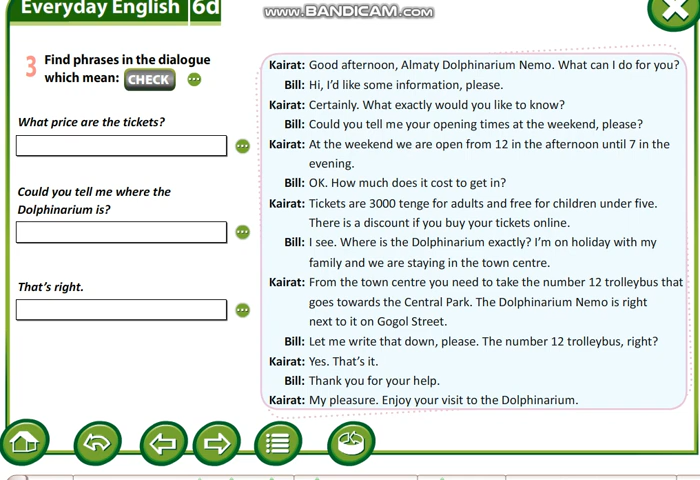 Everyday English 6d
WWW.BANDICAM.COM
3 Find phrases in the dialogue
which mean: CHECK
What price are the tickets?
Could you tell me where the
Dolphinarium is?
That's right.
Kairat: Good afternoon, Almaty Dolphinarium Nemo. What can I do for you?
Bill: Hi, I'd like some information, please.
Kairat: Certainly. What exactly would you like to know?
Bill: Could you tell me your opening times at the weekend, please?
Kairat: At the weekend we are open from 12 in the afternoon until 7 in the
evening.
Bill: OK. How much does it cost to get in?
Kairat: Tickets are 3000 tenge for adults and free for children under five.
There is a discount if you buy your tickets online.
Bill: I see. Where is the Dolphinarium exactly? I'm on holiday with my
family and we are staying in the town centre.
Kairat: From the town centre you need to take the number 12 trolleybus that
goes towards the Central Park. The Dolphinarium Nemo is right
next to it on Gogol Street.
Bill: Let me write that down, please. The number 12 trolleybus, right?
Kairat: Yes. That's it.
Bill: Thank you for your help.
Kairat: My pleasure. Enjoy your visit to the Dolphinarium.